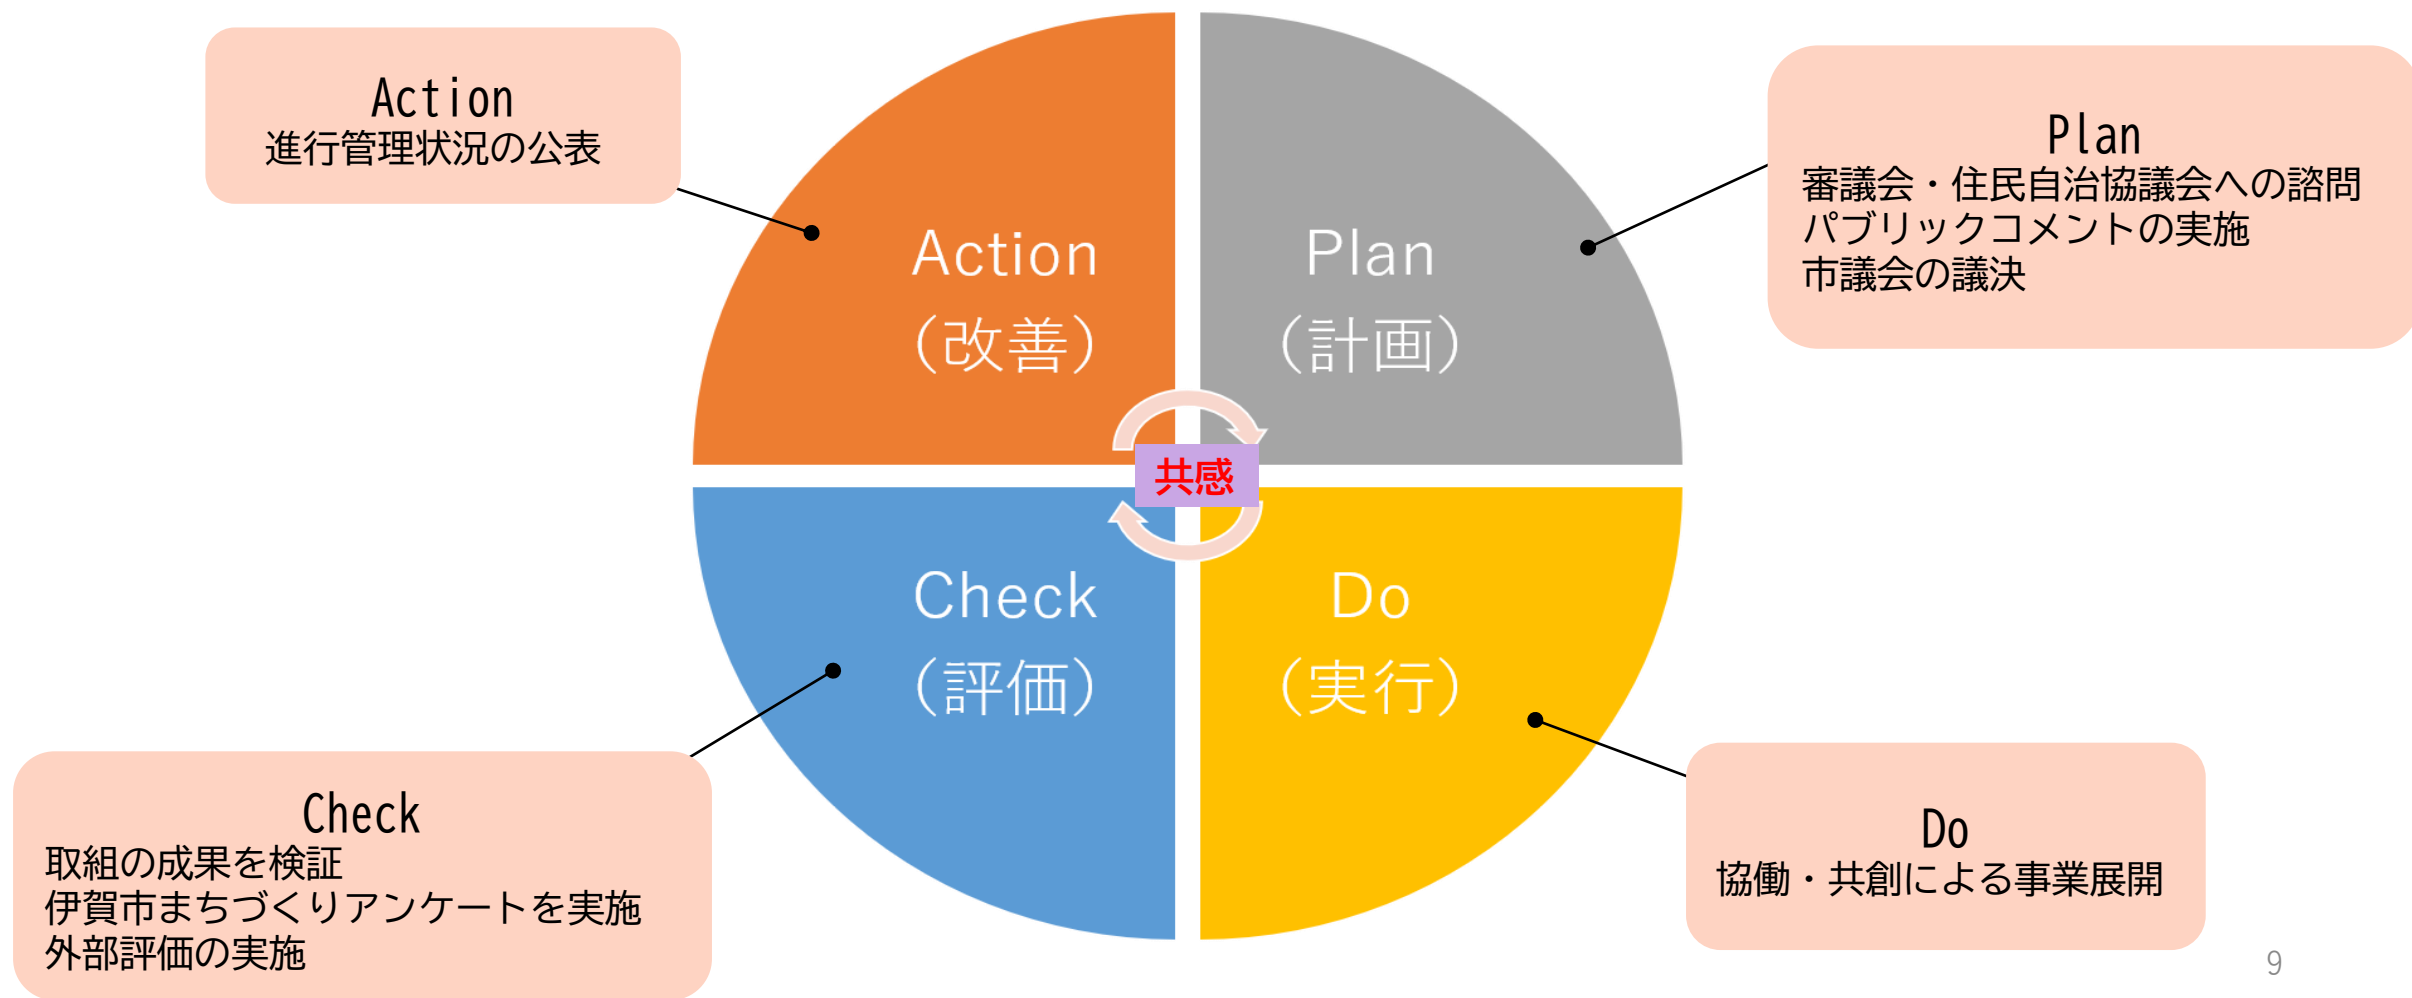 Action
進行管理状況の公表
Plan
審議会・住民自治協議会への諮問
パブリックコメントの実施
市議会の議決
Action
（改善）
Plan
（計画）
共感
Check
（評価）
Do
（実行）
Check
取組の成果を検証
伊賀市まちづくりアンケートを実施
外部評価の実施
Do
協働・共創による事業展開
9